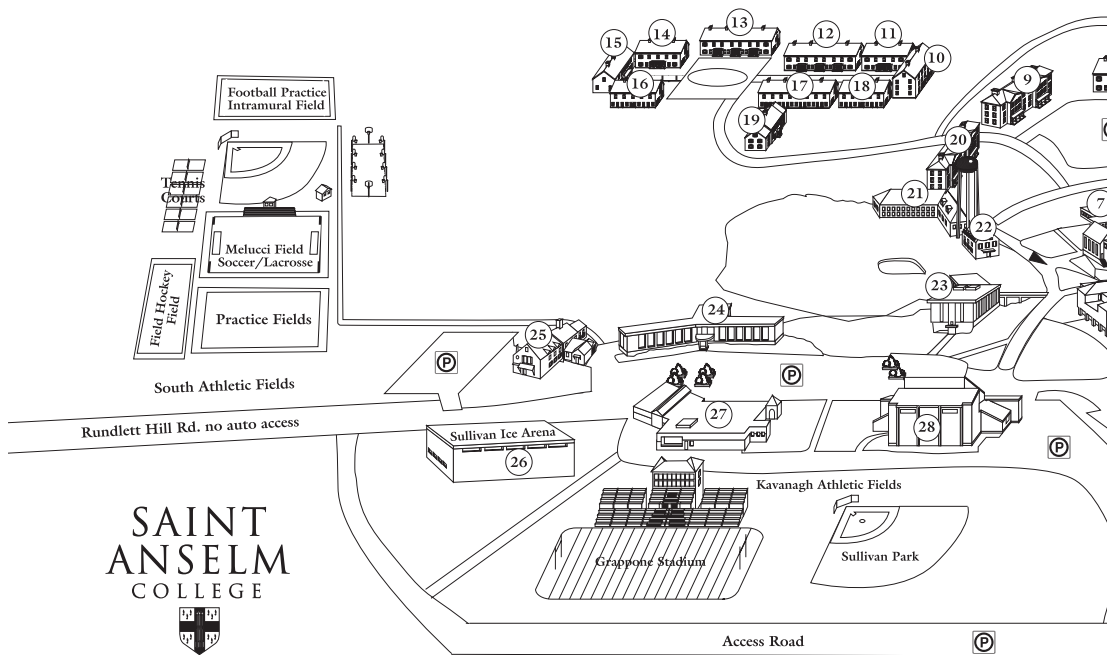 13
12
11
14
15
10
16
17
18
9
19
20
Football Practice
Intramural Field
Tennis
Courts
21
7
22
Melucci Field
Soccer/Lacrosse
Field Hockey
Field
Practice Fields
23
24
25
P
P
South Athletic Fields
Rundlett Hill Rd. no auto access
27
28
Sullivan Ice Arena
26
P
Kavanagh Athletic Fields
SAINT
ANSELM
COLLEGE
Grappone Stadium
Sullivan Park
Access Road
P